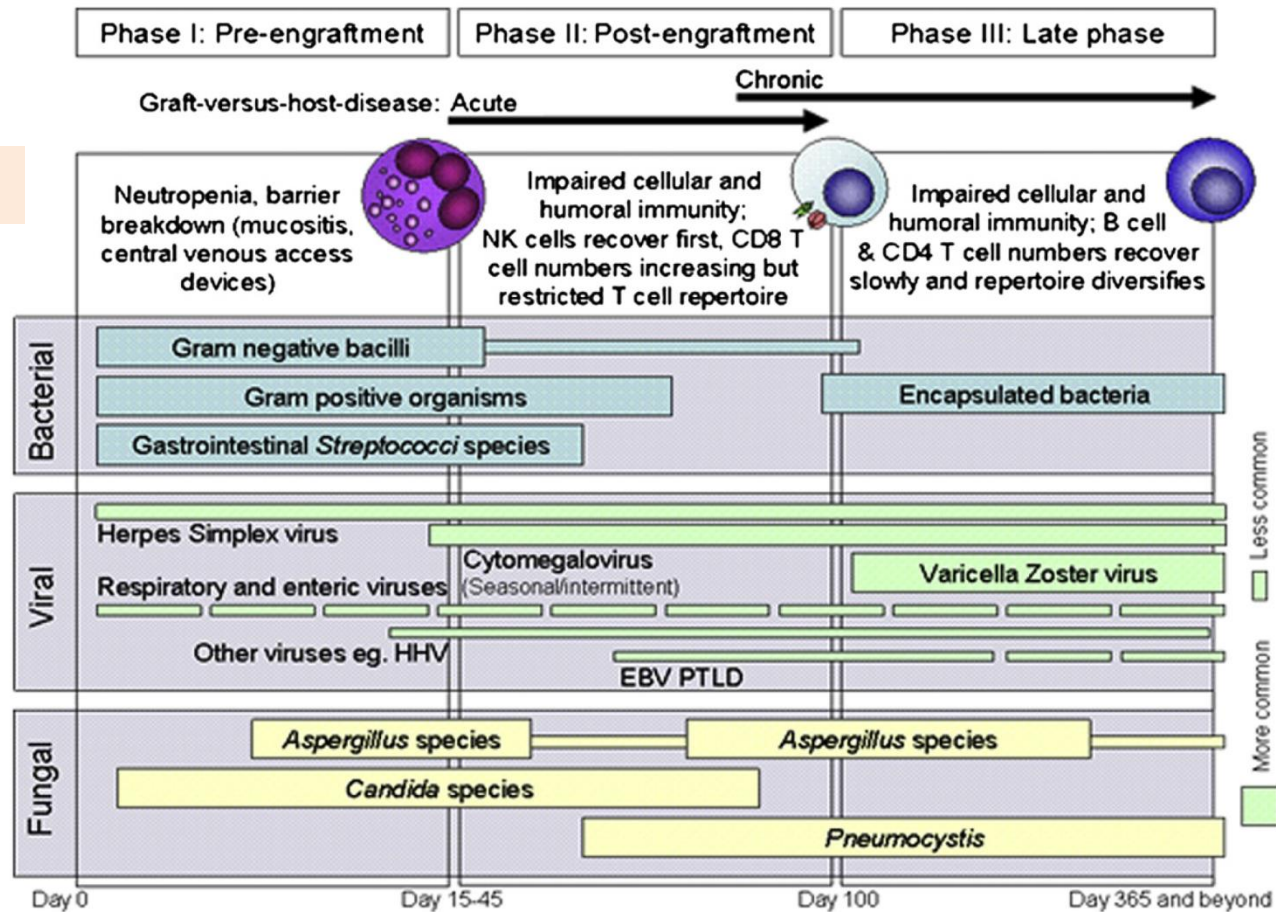 Phase I: Pre-engraftment
Phase II: Post-engraftment
Phase III: Late phase
Chronic
Graft-versus-host-disease: Acute
Neutropenia, barrier
breakdown (mucositis,
central venous access
devices)
Impaired cellular and
humoral immunity;
NK cells recover first, CD8 T
cell numbers increasing but
restricted T cell repertoire
Impaired cellular and
humoral immunity; B cell
& CD4 T cell numbers recover
slowly and repertoire diversifies
Bacterial
Gram negative bacilli
Gram positive organisms
Encapsulated bacteria
Gastrointestinal Streptococci species
Viral
Herpes Simplex virus
Cytomegalovirus
(Seasonal/intermittent)
Varicella Zoster virus
Respiratory and enteric viruses
Other viruses eg. HHV
EBV PTLD
Less common
More common
Fungal
Aspergillus species
Aspergillus species
Candida species
Pneumocystis
Day 0
Day 15-45
Day 100
Day 365 and beyond